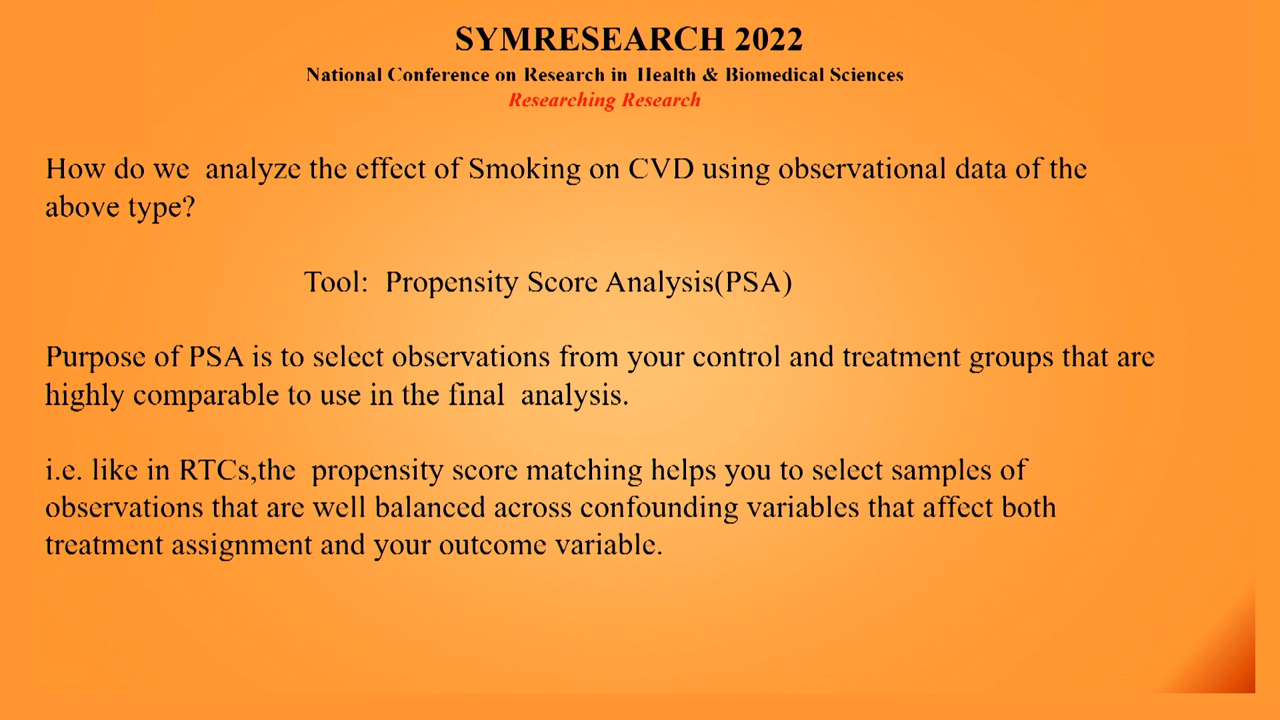 SYMRESEARCH 2022
National Conference on Research in Health & Biomedical Sciences
Researching Research
How do we analyze the effect of Smoking on CVD using observational data of the
above type?
Tool: Propensity Score Analysis(PSA)
Purpose of PSA is to select observations from your control and treatment groups that are
highly comparable to use in the final analysis.
i.e. like in RTCs,the propensity score matching helps you to select samples of
observations that are well balanced across confounding variables that affect both
treatment assignment and your outcome variable.